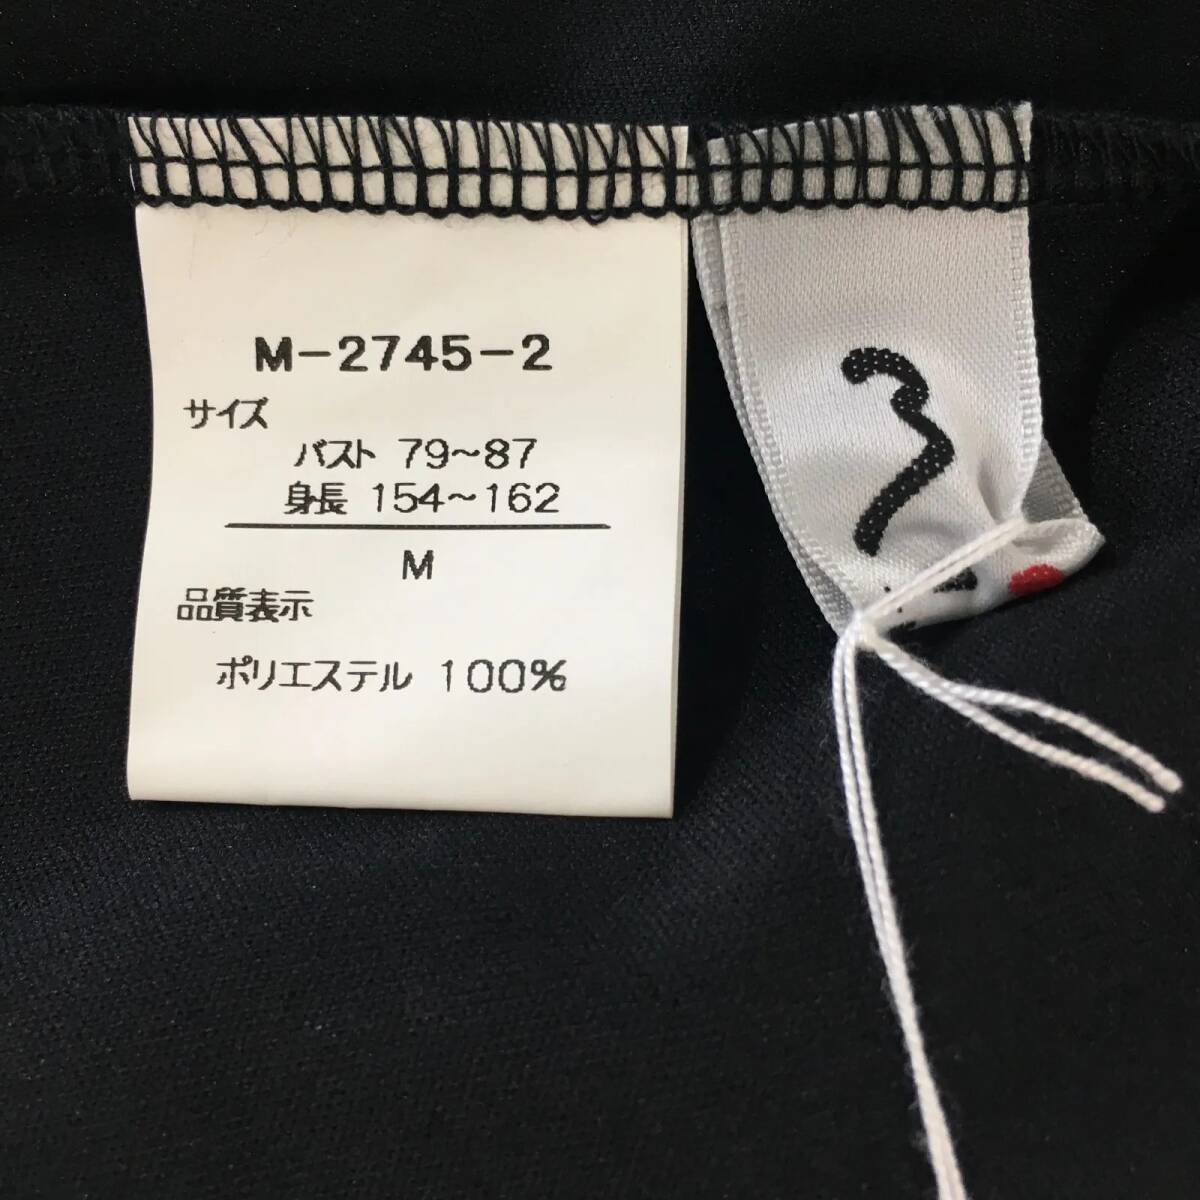 M-2745-2
サイズ
バスト 79～87
身長 154～162
M
品質表示
ポリエステル 100%